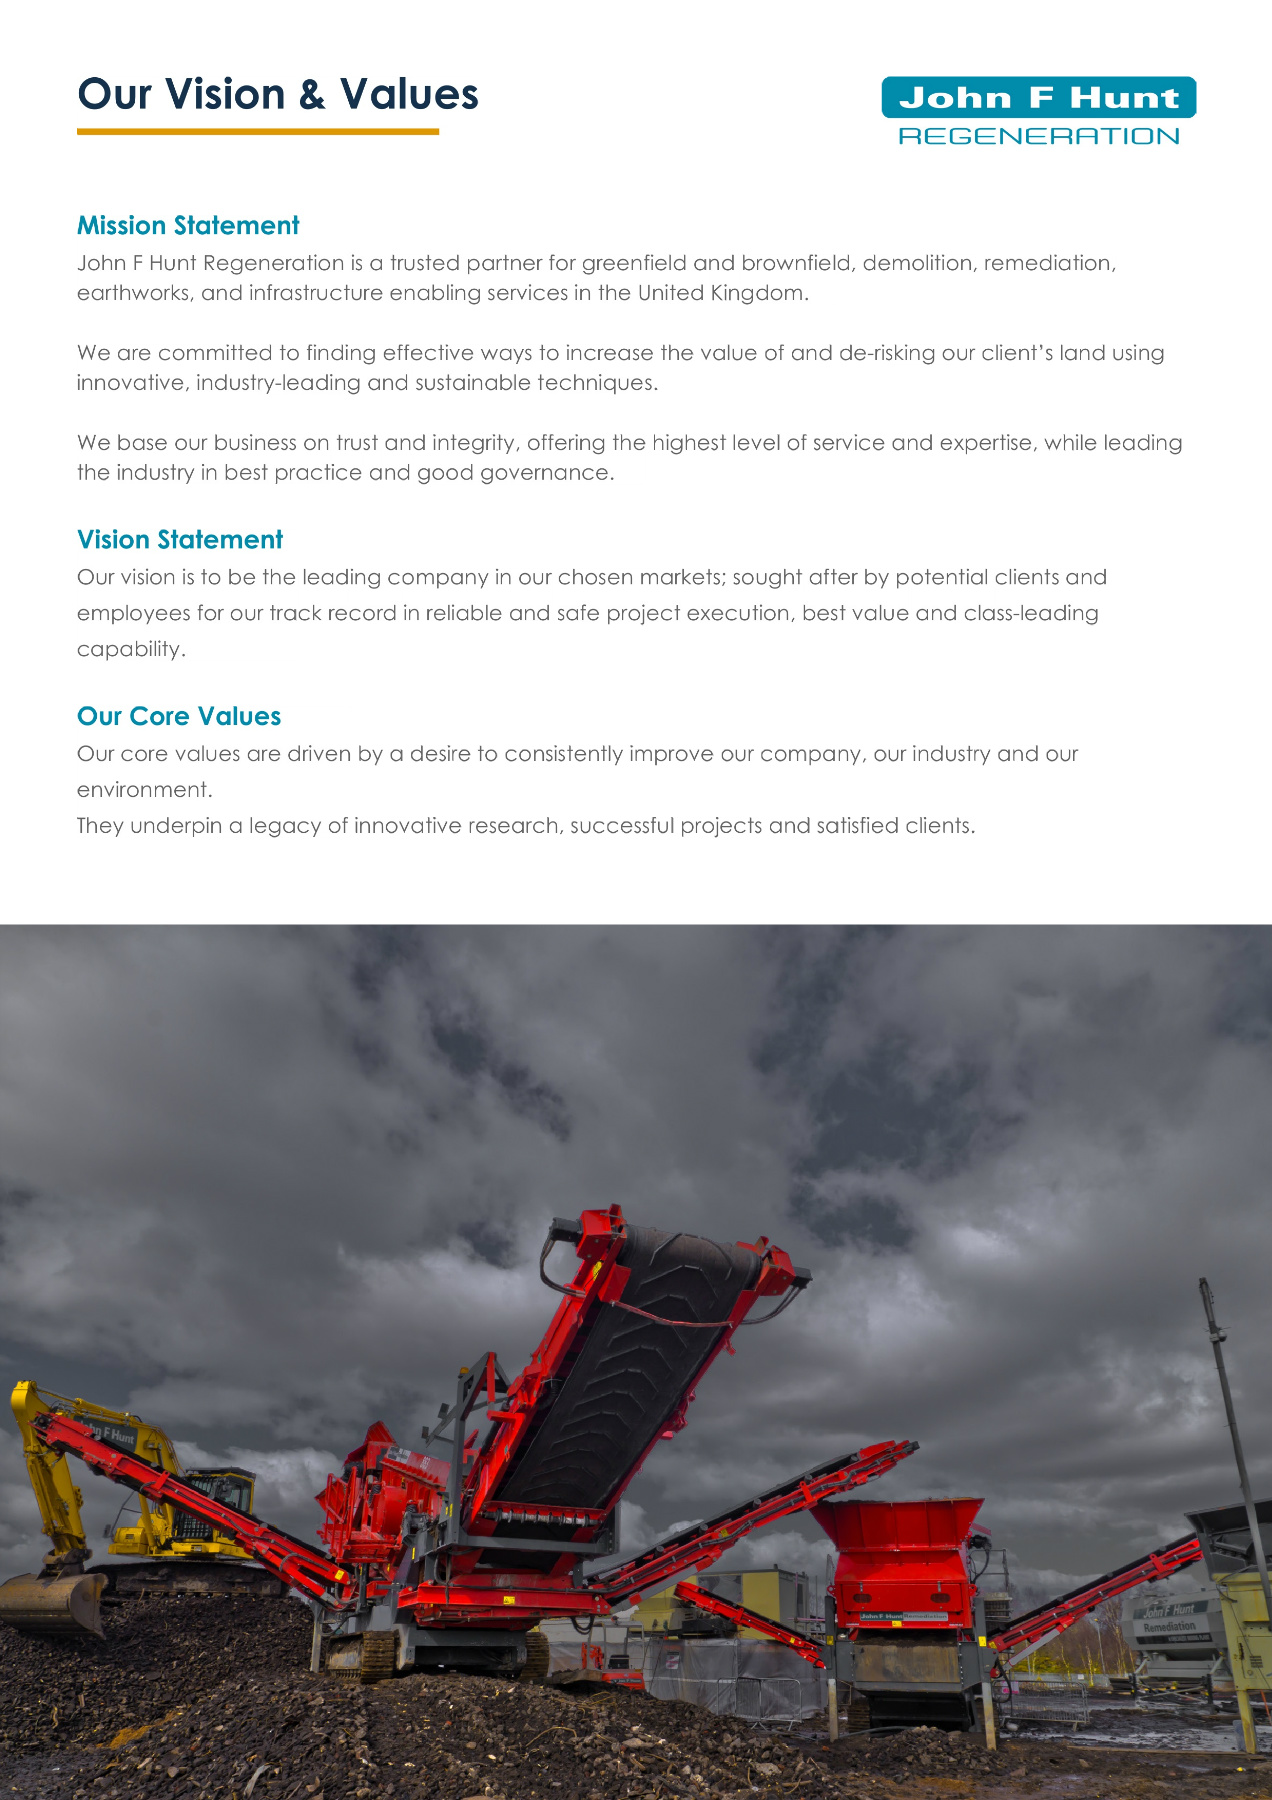 Our Vision & Values
John F Hunt
REGENERATION
Mission Statement
John F Hunt Regeneration is a trusted partner for greenfield and brownfield, demolition, remediation,
earthworks, and infrastructure enabling services in the United Kingdom.
We are committed to finding effective ways to increase the value of and de-risking our client’s land using
innovative, industry-leading and sustainable techniques.
We base our business on trust and integrity, offering the highest level of service and expertise, while leading
the industry in best practice and good governance.
Vision Statement
Our vision is to be the leading company in our chosen markets; sought after by potential clients and
employees for our track record in reliable and safe project execution, best value and class-leading
capability.
Our Core Values
Our core values are driven by a desire to consistently improve our company, our industry and our
environment.
They underpin a legacy of innovative research, successful projects and satisfied clients.
John F Hunt
John F Hunt Remediation
John F Hunt
Remediation